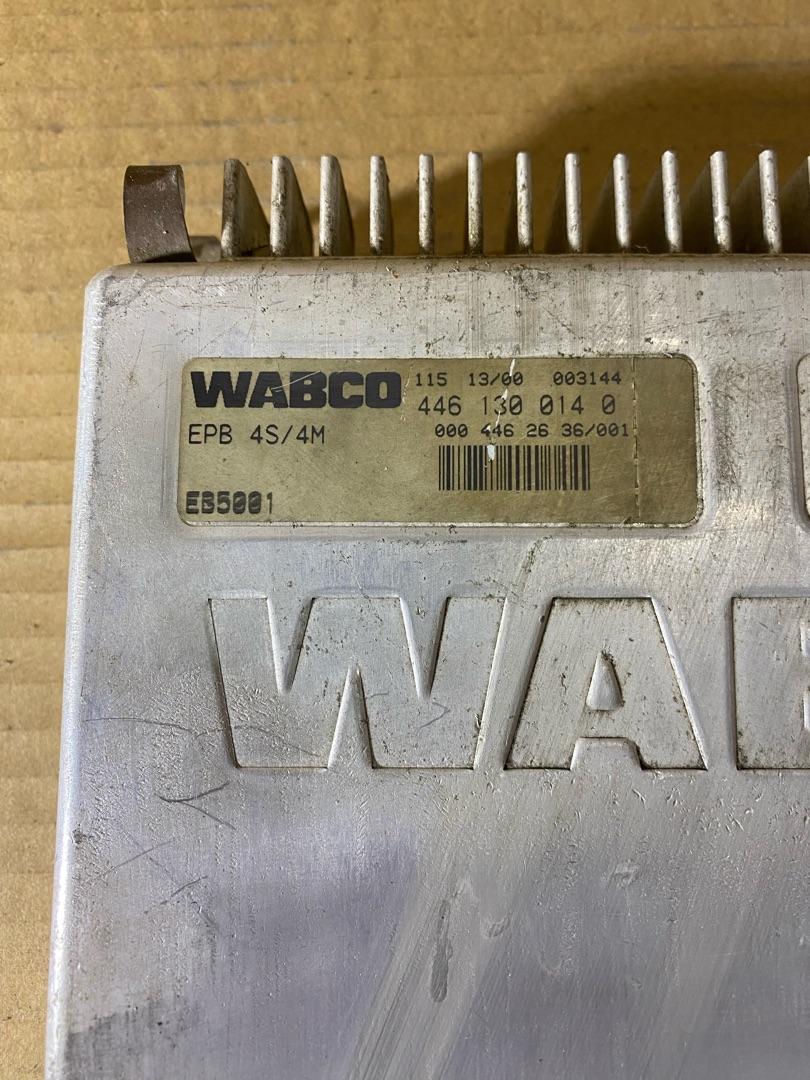 WABCO 115 13/00 003144
446 130 014 0
EPB 4S/4M 000 446 26 36/001
EB5001
WAB